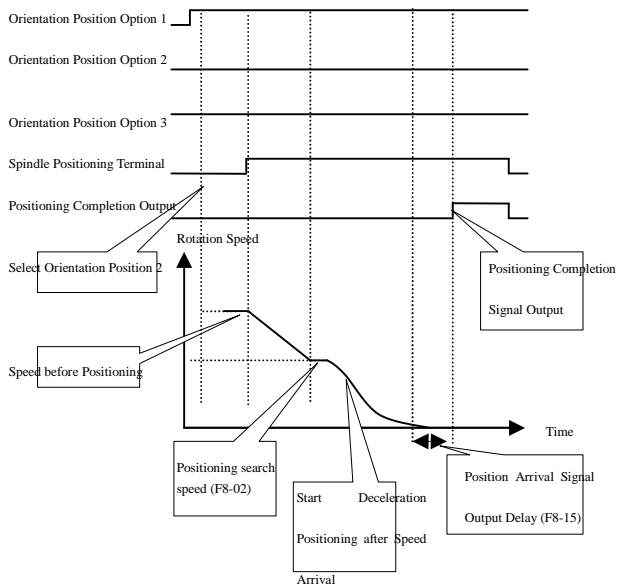 Orientation Position Option 1
Orientation Position Option 2
Orientation Position Option 3
Spindle Positioning Terminal
Positioning Completion Output
Rotation Speed
Select Orientation Position 2
Positioning Completion
Signal Output
Speed before Positioning
Time
Positioning search
speed (F8-02)
Start Deceleration
Positioning after Speed
Arrival
Position Arrival Signal
Output Delay (F8-15)